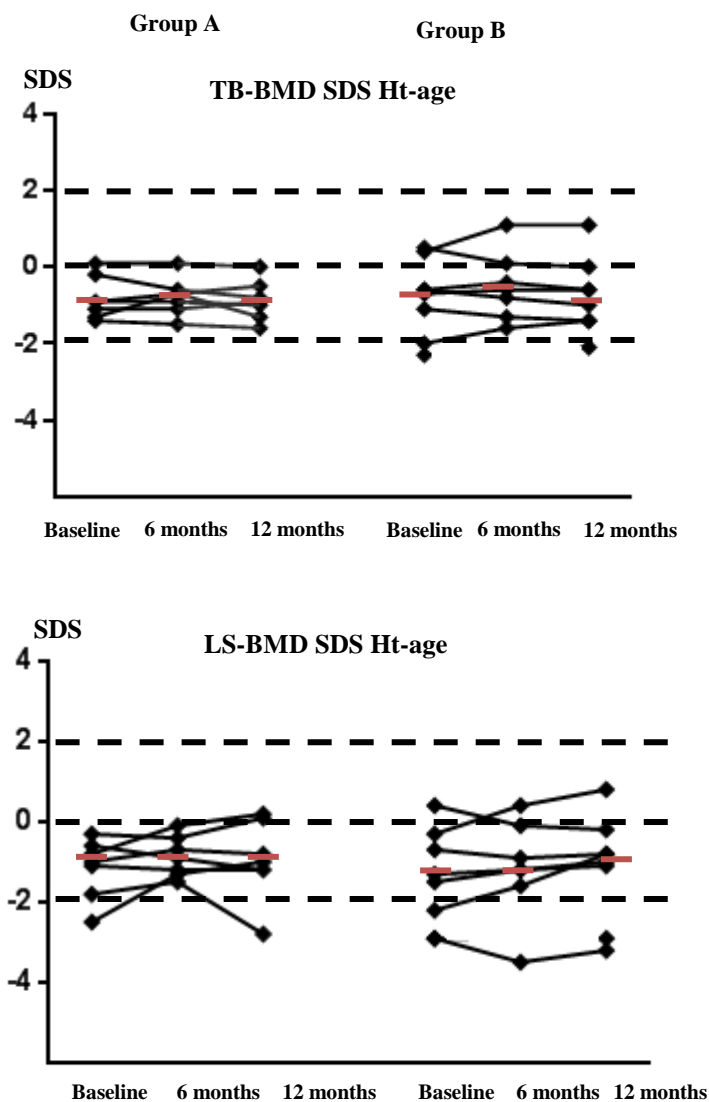 Group A Group B
SDS
TB-BMD SDS Ht-age
4
2
0
-2
-4
Baseline 6 months 12 months Baseline 6 months 12 months
SDS
LS-BMD SDS Ht-age
4
2
0
-2
-4
Baseline 6 months 12 months Baseline 6 months 12 months